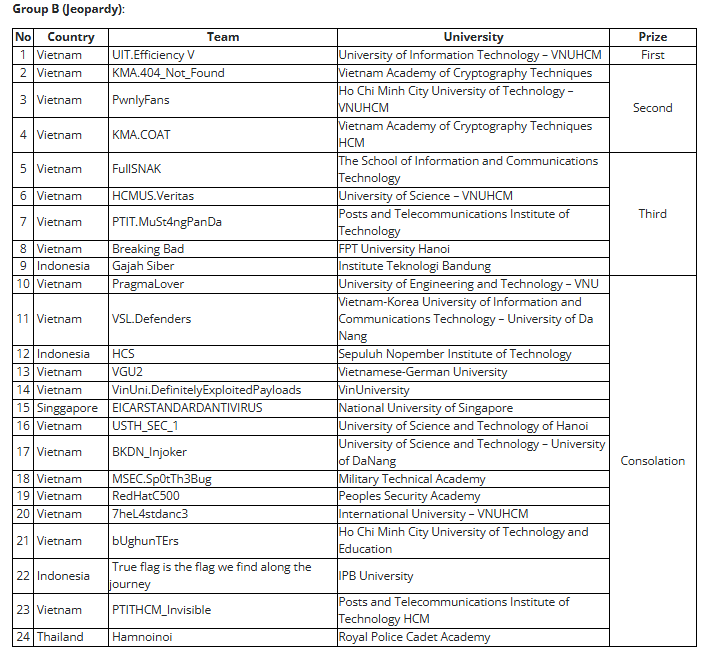 Group B (Jeopardy):
No Country Team University Prize
1 Vietnam UIT.Efficiency V University of Information Technology – VNUHCM First
2 Vietnam KMA.404_Not_Found Vietnam Academy of Cryptography Techniques
3 Vietnam PwnlyFans Ho Chi Minh City University of Technology –
VNUHCM
Second
4 Vietnam KMA.COAT Vietnam Academy of Cryptography Techniques
HCM
5 Vietnam FullSNAK The School of Information and Communications
Technology
6 Vietnam HCMUS.Veritas University of Science – VNUHCM
7 Vietnam PTIT.MuSt4ngPanDa Posts and Telecommunications Institute of
Technology
Third
8 Vietnam Breaking Bad FPT University Hanoi
9 Indonesia Gajah Siber Institute Teknologi Bandung
10 Vietnam PragmaLover University of Engineering and Technology – VNU
11 Vietnam VSL.Defenders Vietnam-Korea University of Information and
Communications Technology – University of Da
Nang
12 Indonesia HCS Sepuluh Nopember Institute of Technology
13 Vietnam VGU2 Vietnamese-German University
14 Vietnam VinUni.DefinitelyExploitedPayloads VinUniversity
15 Singgapore EICARSTANDARDANTIVIRUS National University of Singapore
16 Vietnam USTH_SEC_1 University of Science and Technology of Hanoi
17 Vietnam BKDN_Injoker University of Science and Technology – University
of DaNang
Consolation
18 Vietnam MSEC.Sp0tTh3Bug Military Technical Academy
19 Vietnam RedHatC500 Peoples Security Academy
20 Vietnam 7heL4stdanc3 International University – VNUHCM
21 Vietnam bUghunTErs Ho Chi Minh City University of Technology and
Education
22 Indonesia True flag is the flag we find along the
journey
IPB University
23 Vietnam PTITHCM_Invisible Posts and Telecommunications Institute of
Technology HCM
24 Thailand Hamnoinoi Royal Police Cadet Academy